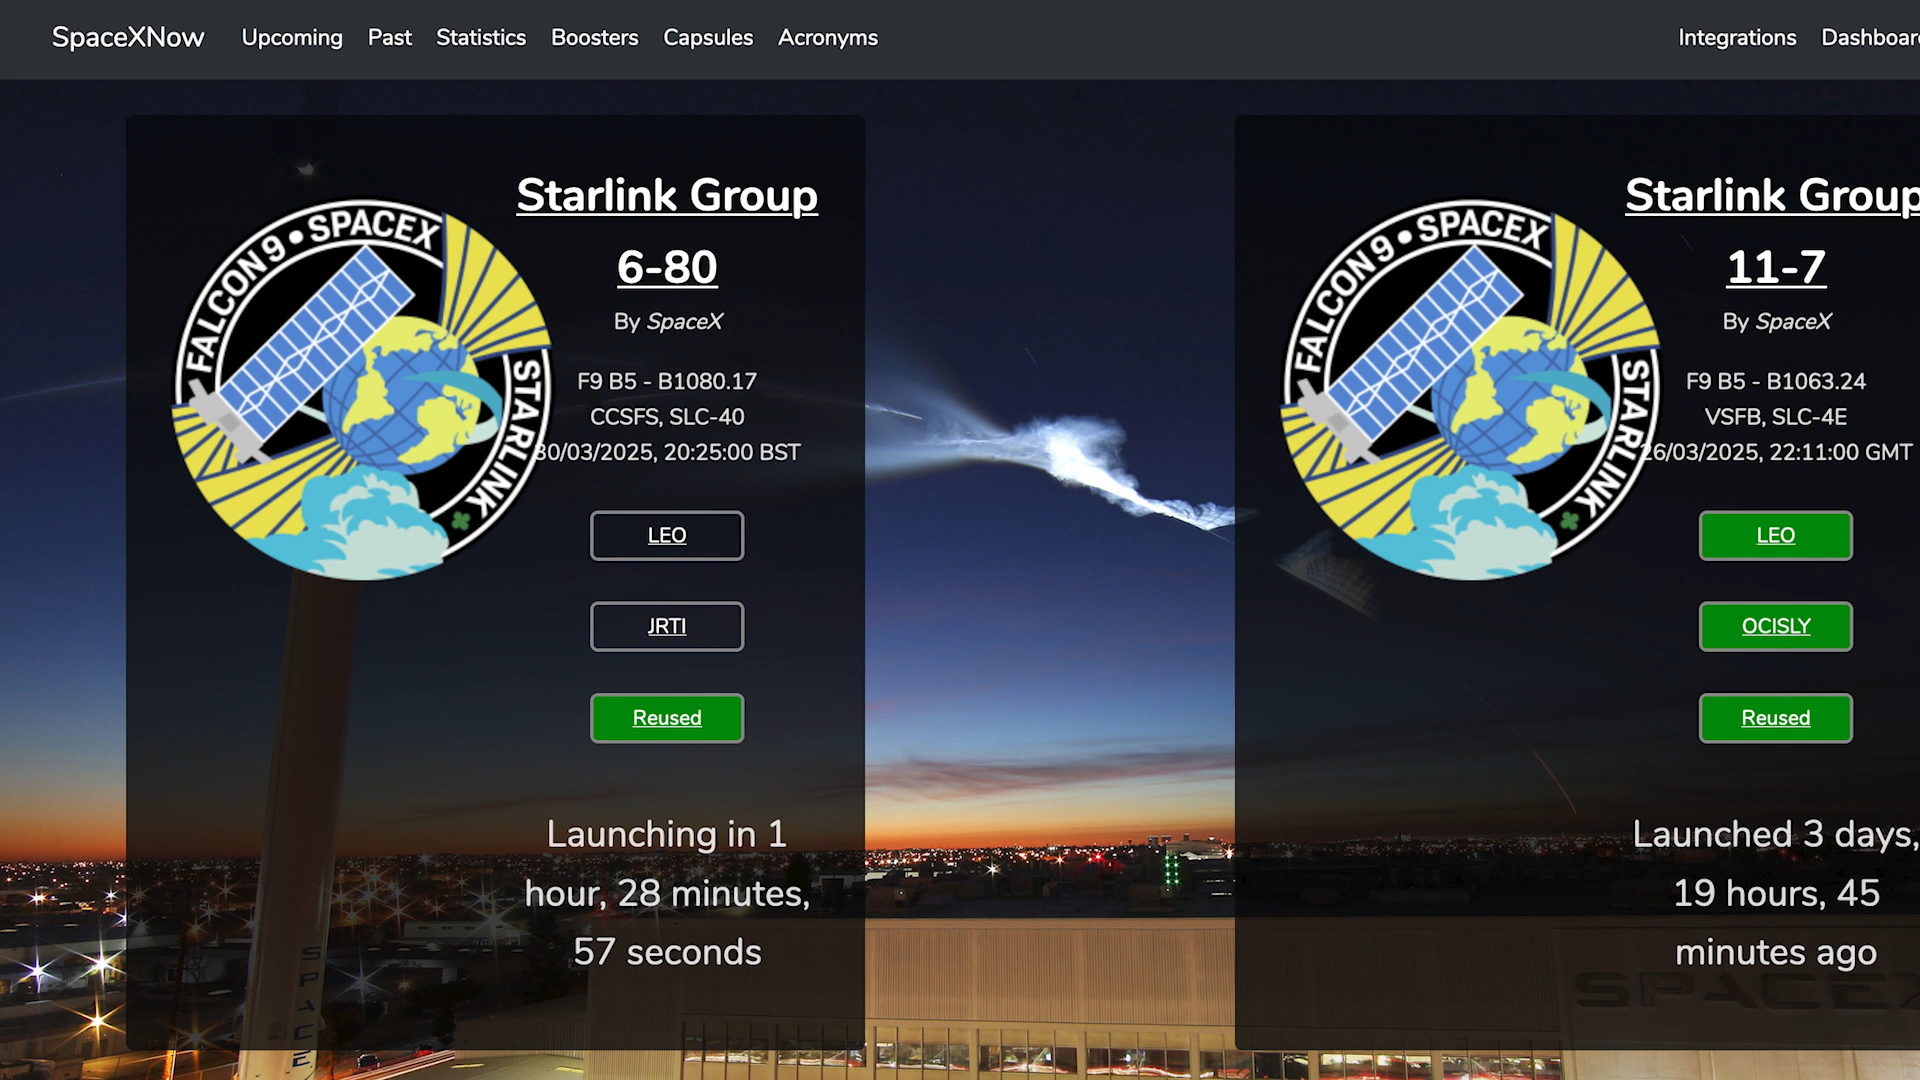 SpaceXNow Upcoming Past Statistics Boosters Capsules Acronyms Integrations
FALCON 9 • SPACEX
STARLINK
Starlink Group
6-80
By SpaceX
F9 B5 - B1080.17
CCSFS, SLC-40
30/03/2025, 20:25:00 BST
LEO
JRTI
Reused
Launching in 1
hour, 28 minutes,
57 seconds
FALCON 9 • SPACEX
STARLINK
Starlink Group
11-7
By SpaceX
F9 B5 - B1063.24
VSFB, SLC-4E
26/03/2025, 22:11:00 GMT
LEO
OCISLY
Reused
Launched 3 days,
19 hours, 45
minutes ago
SPACE
SPACEX